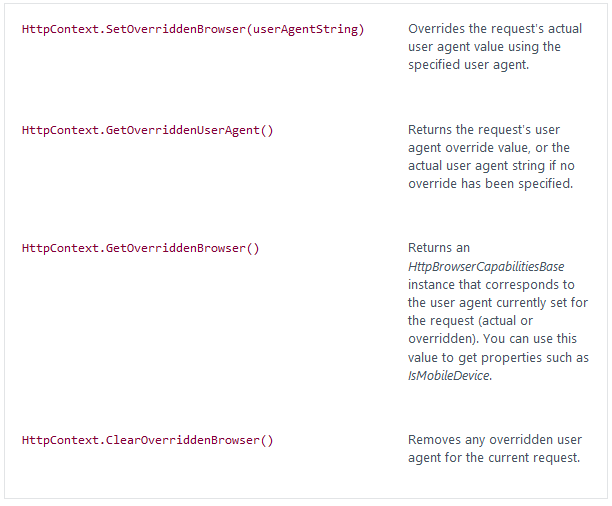 HttpContext.SetOverriddenBrowser(userAgentString)
Overrides the request's actual
user agent value using the
specified user agent.
HttpContext.GetOverriddenUserAgent()
Returns the request's user
agent override value, or the
actual user agent string if no
override has been specified.
HttpContext.GetOverriddenBrowser()
Returns an
HttpBrowserCapabilitiesBase
instance that corresponds to
the user agent currently set for
the request (actual or
overridden). You can use this
value to get properties such as
IsMobileDevice.
HttpContext.ClearOverriddenBrowser()
Removes any overridden user
agent for the current request.